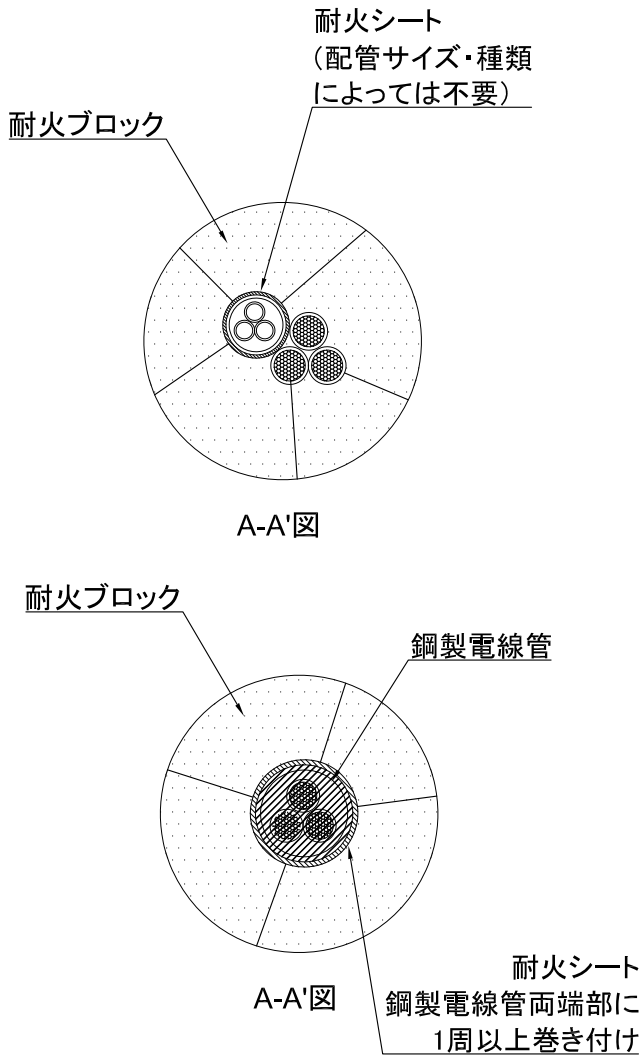 耐火シート
(配管サイズ・種類
によっては不要)
耐火ブロック
A-A'図
耐火ブロック
鋼製電線管
A-A'図
耐火シート
鋼製電線管両端部に
1周以上巻き付け